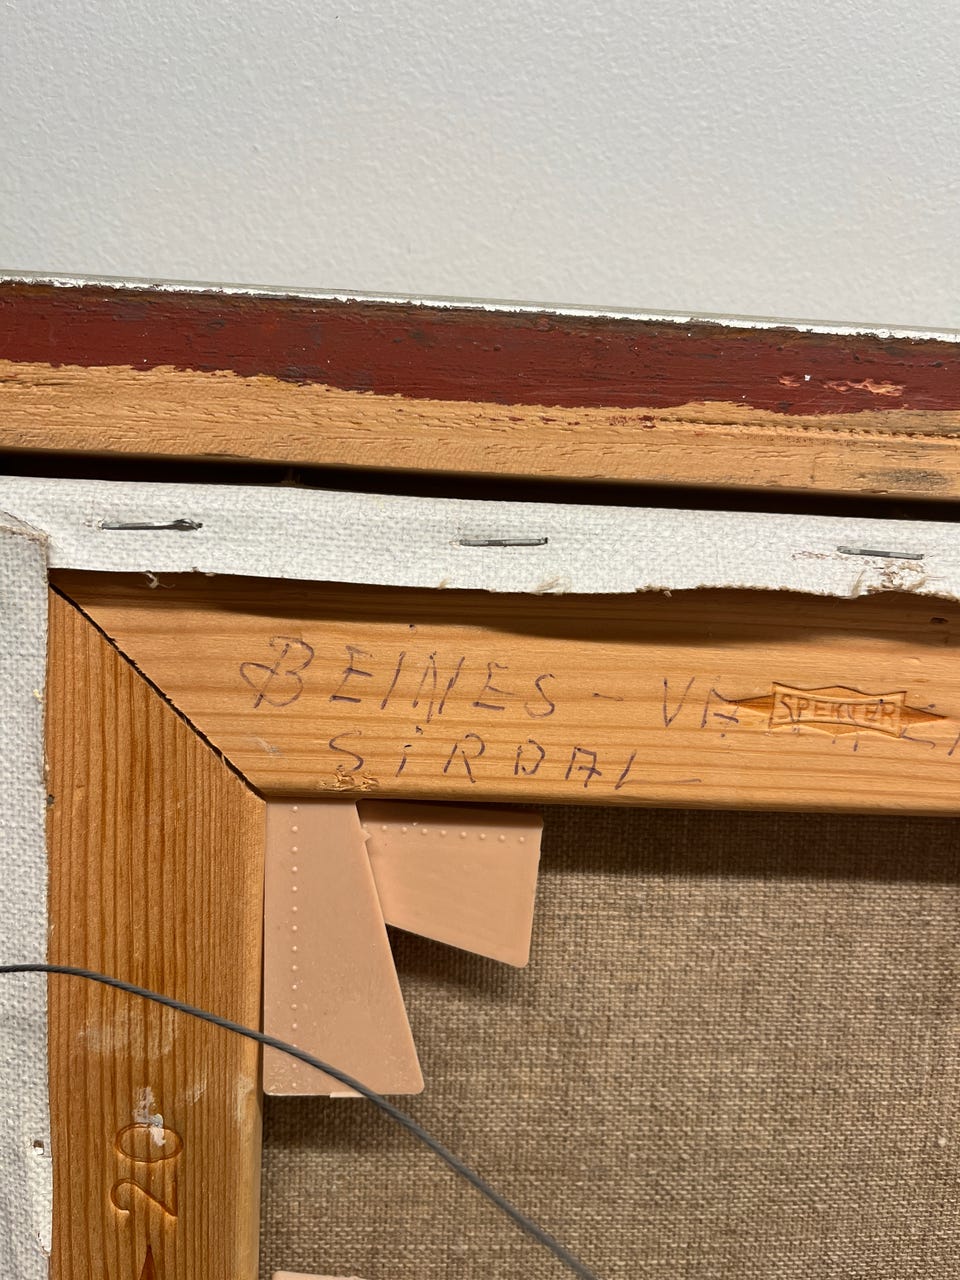 BEINES -
SPEKTER
SiRDAL
20